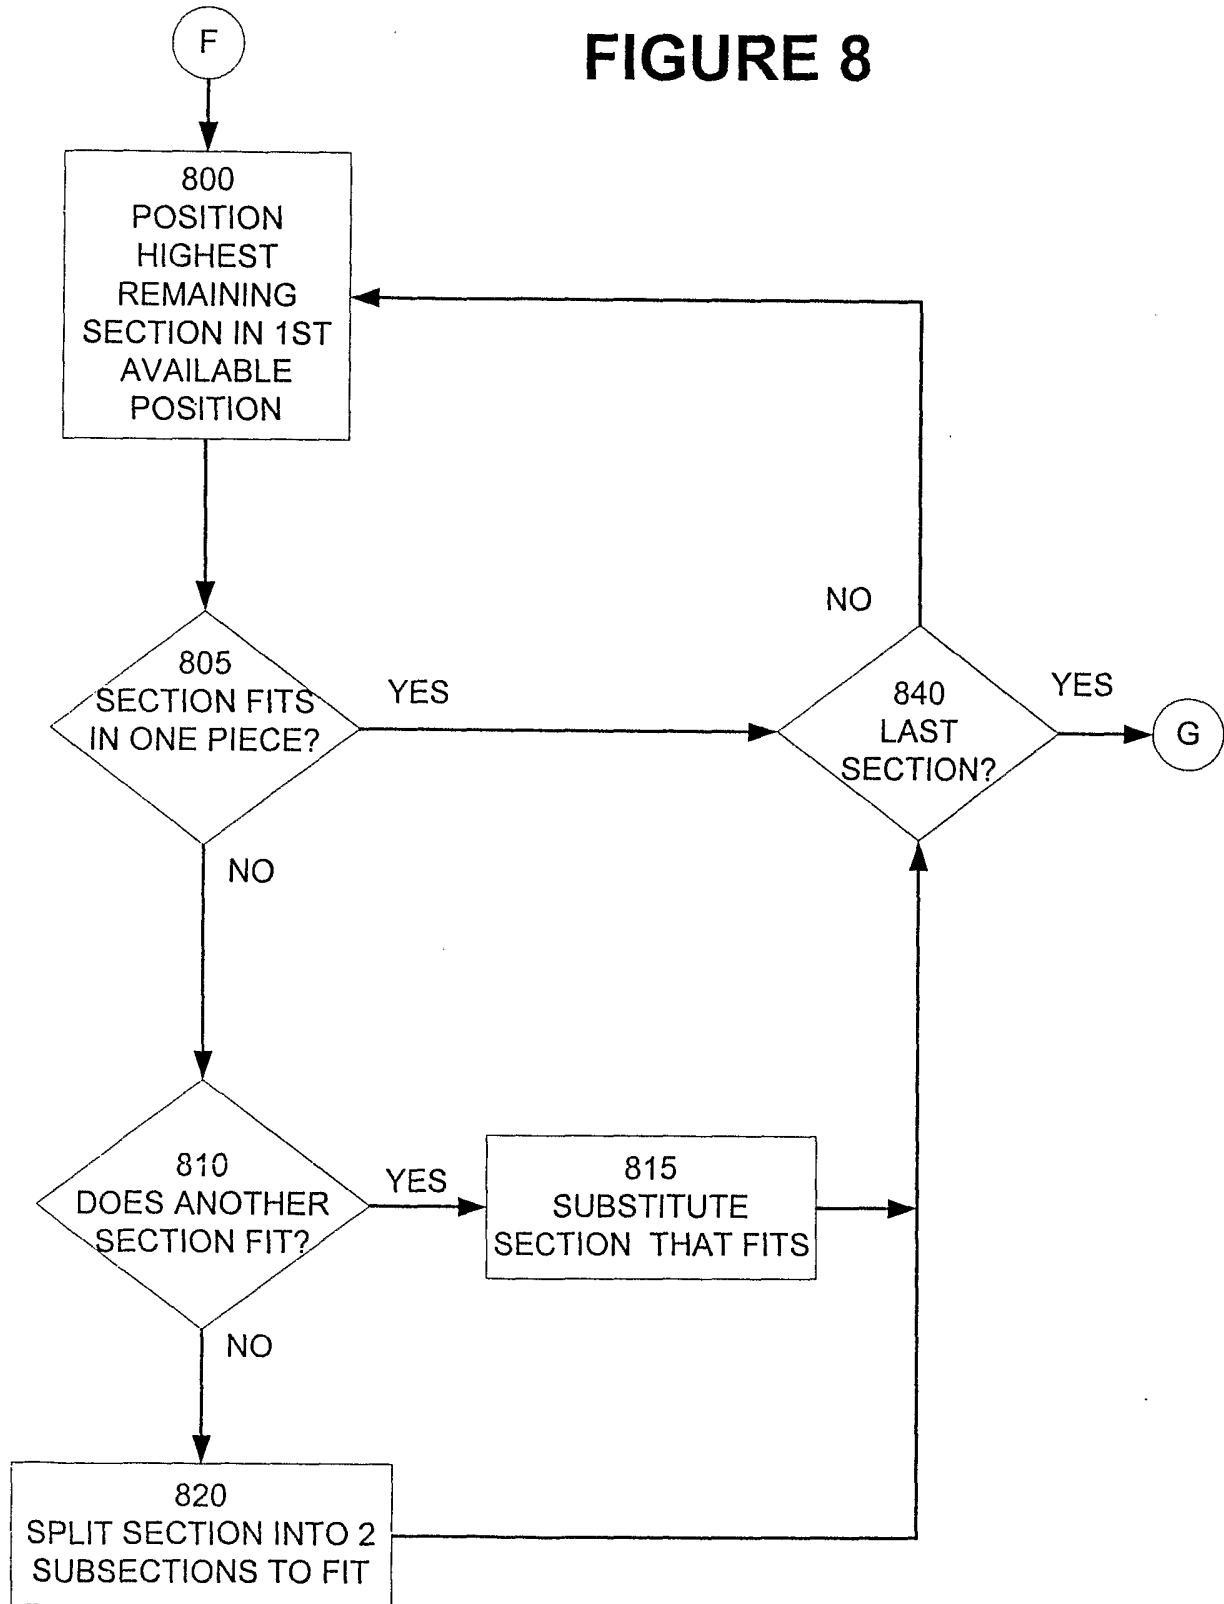 F
FIGURE 8
800
POSITION
HIGHEST
REMAINING
SECTION IN 1ST
AVAILABLE
POSITION
NO
805
SECTION FITS
IN ONE PIECE?
YES
840
LAST
SECTION?
YES
G
NO
810
DOES ANOTHER
SECTION FIT?
YES
815
SUBSTITUTE
SECTION THAT FITS
NO
820
SPLIT SECTION INTO 2
SUBSECTIONS TO FIT